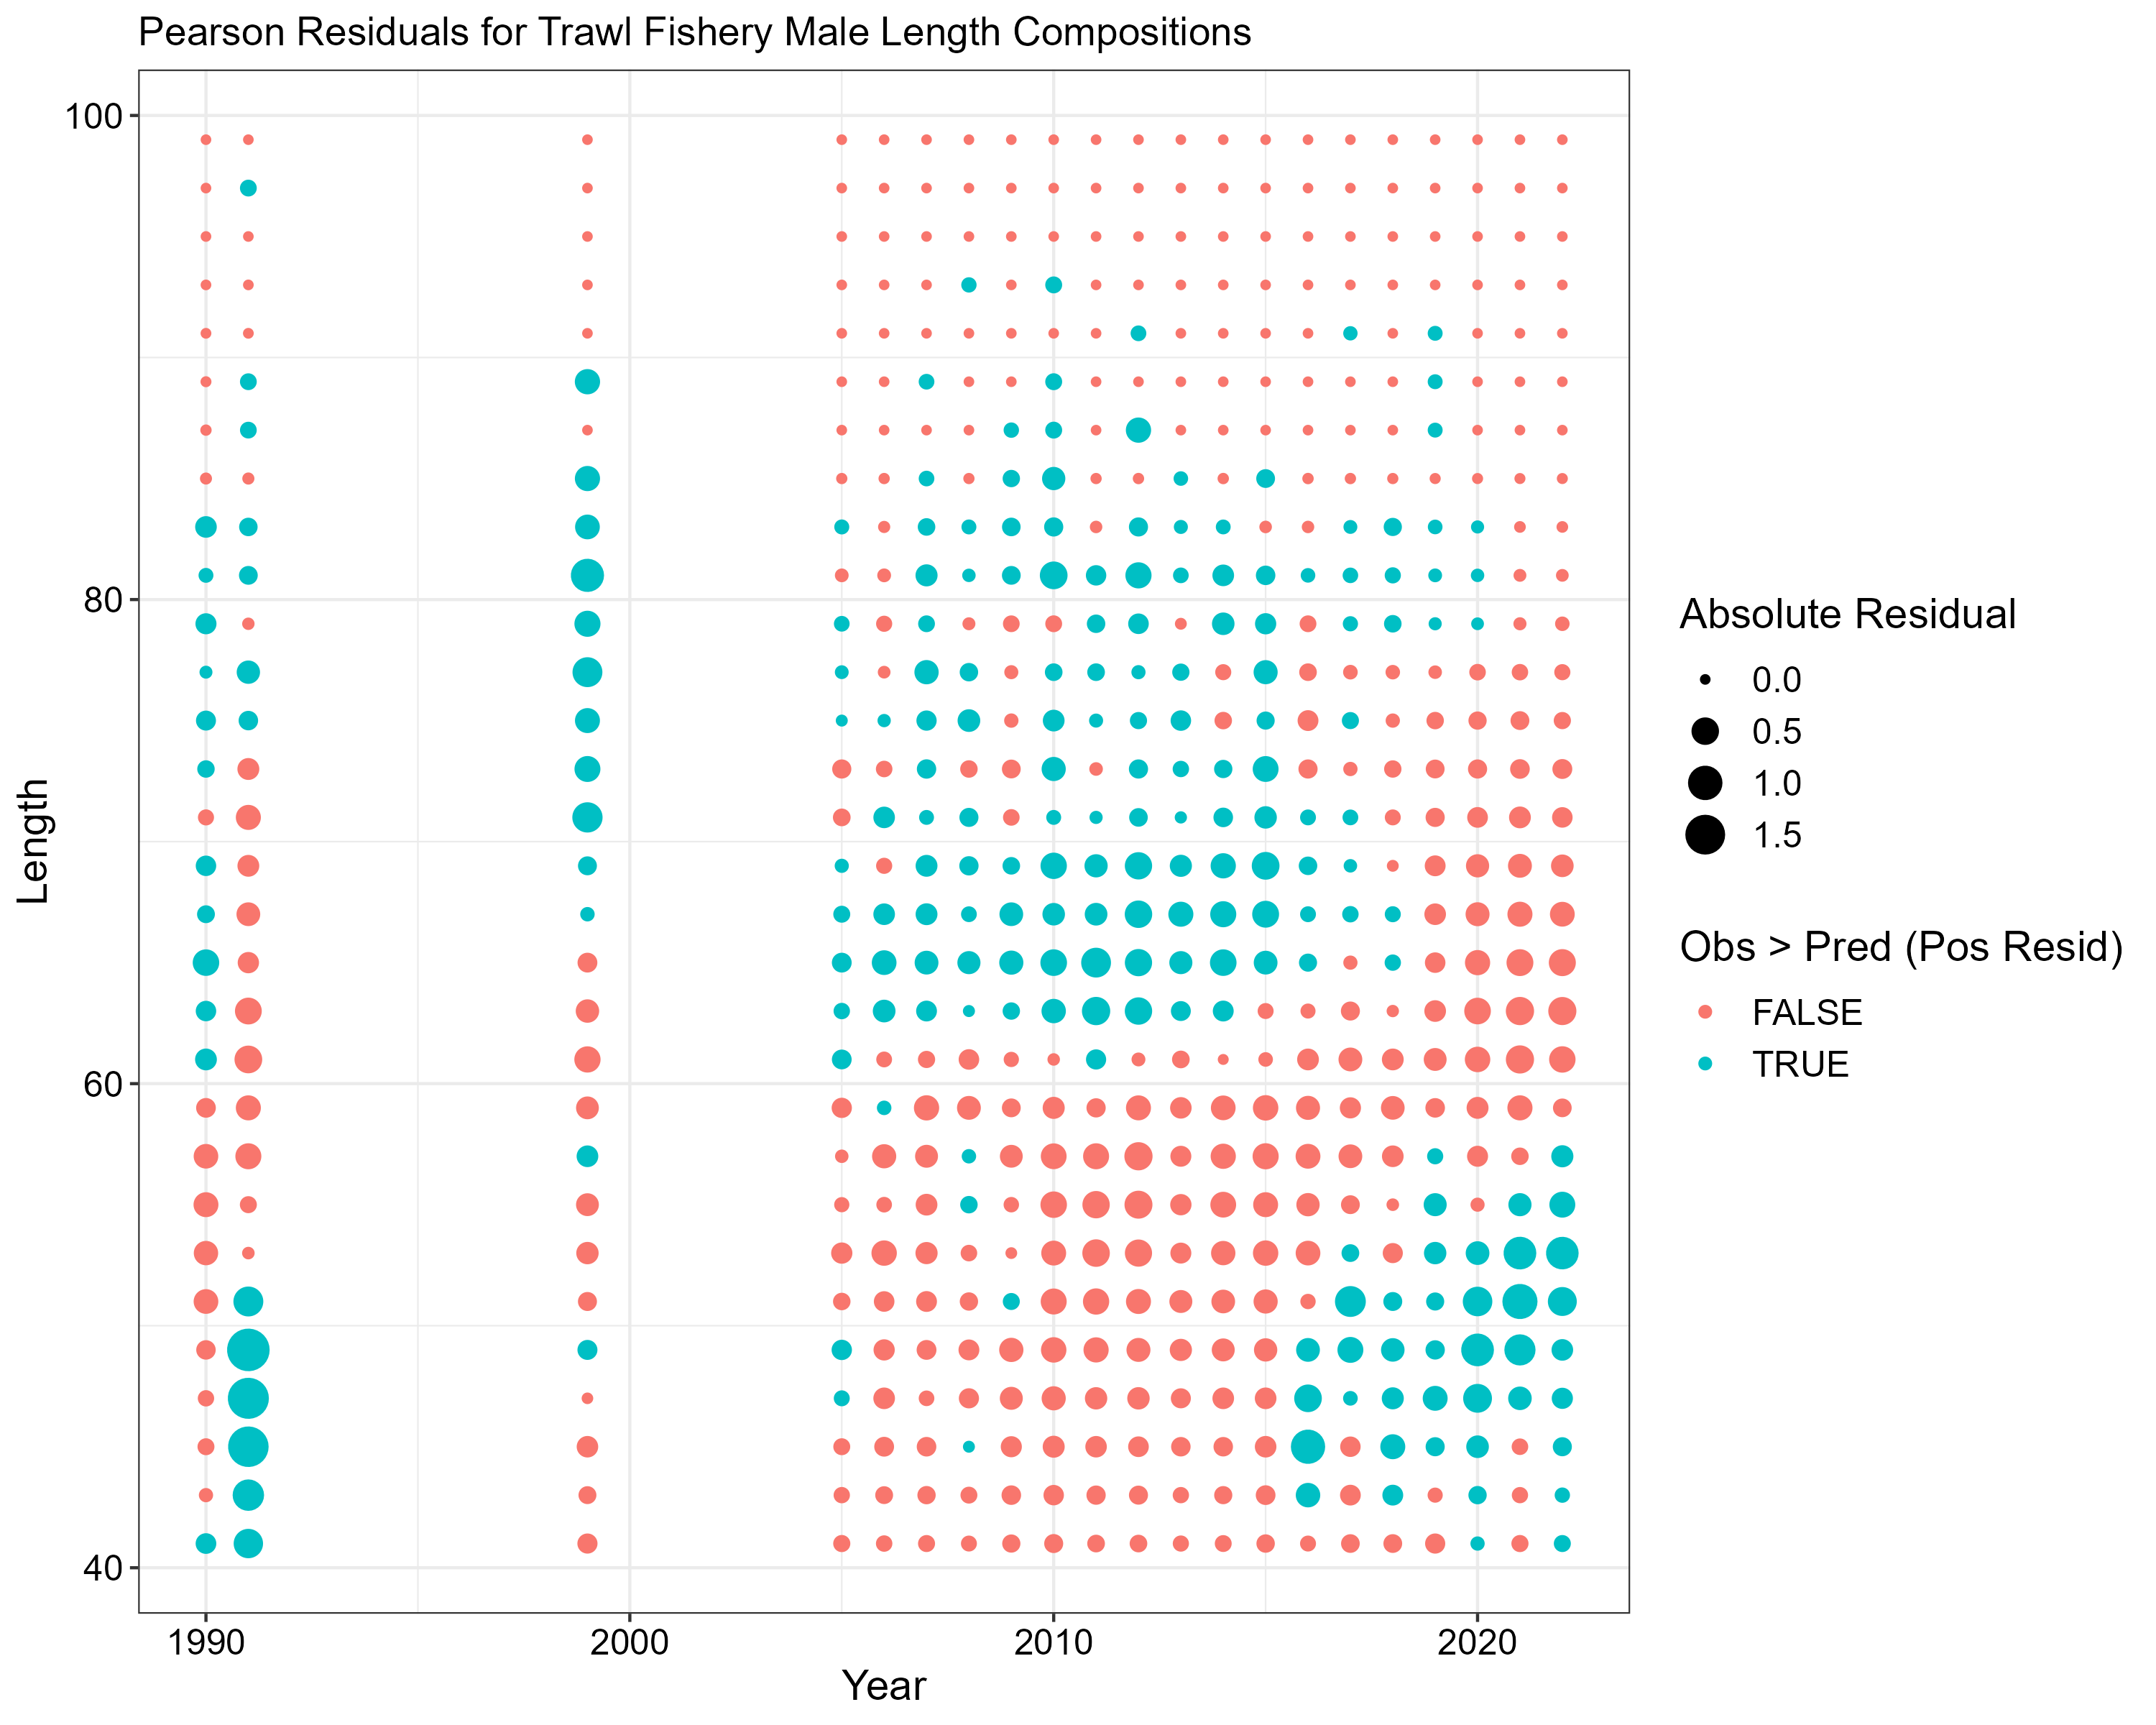 Pearson Residuals for Trawl Fishery Male Length Compositions
100
80
60
40
Length
1990
2000
2010
2020
Year
Absolute Residual
0.0
0.5
1.0
1.5
Obs > Pred (Pos Resid)
FALSE
TRUE